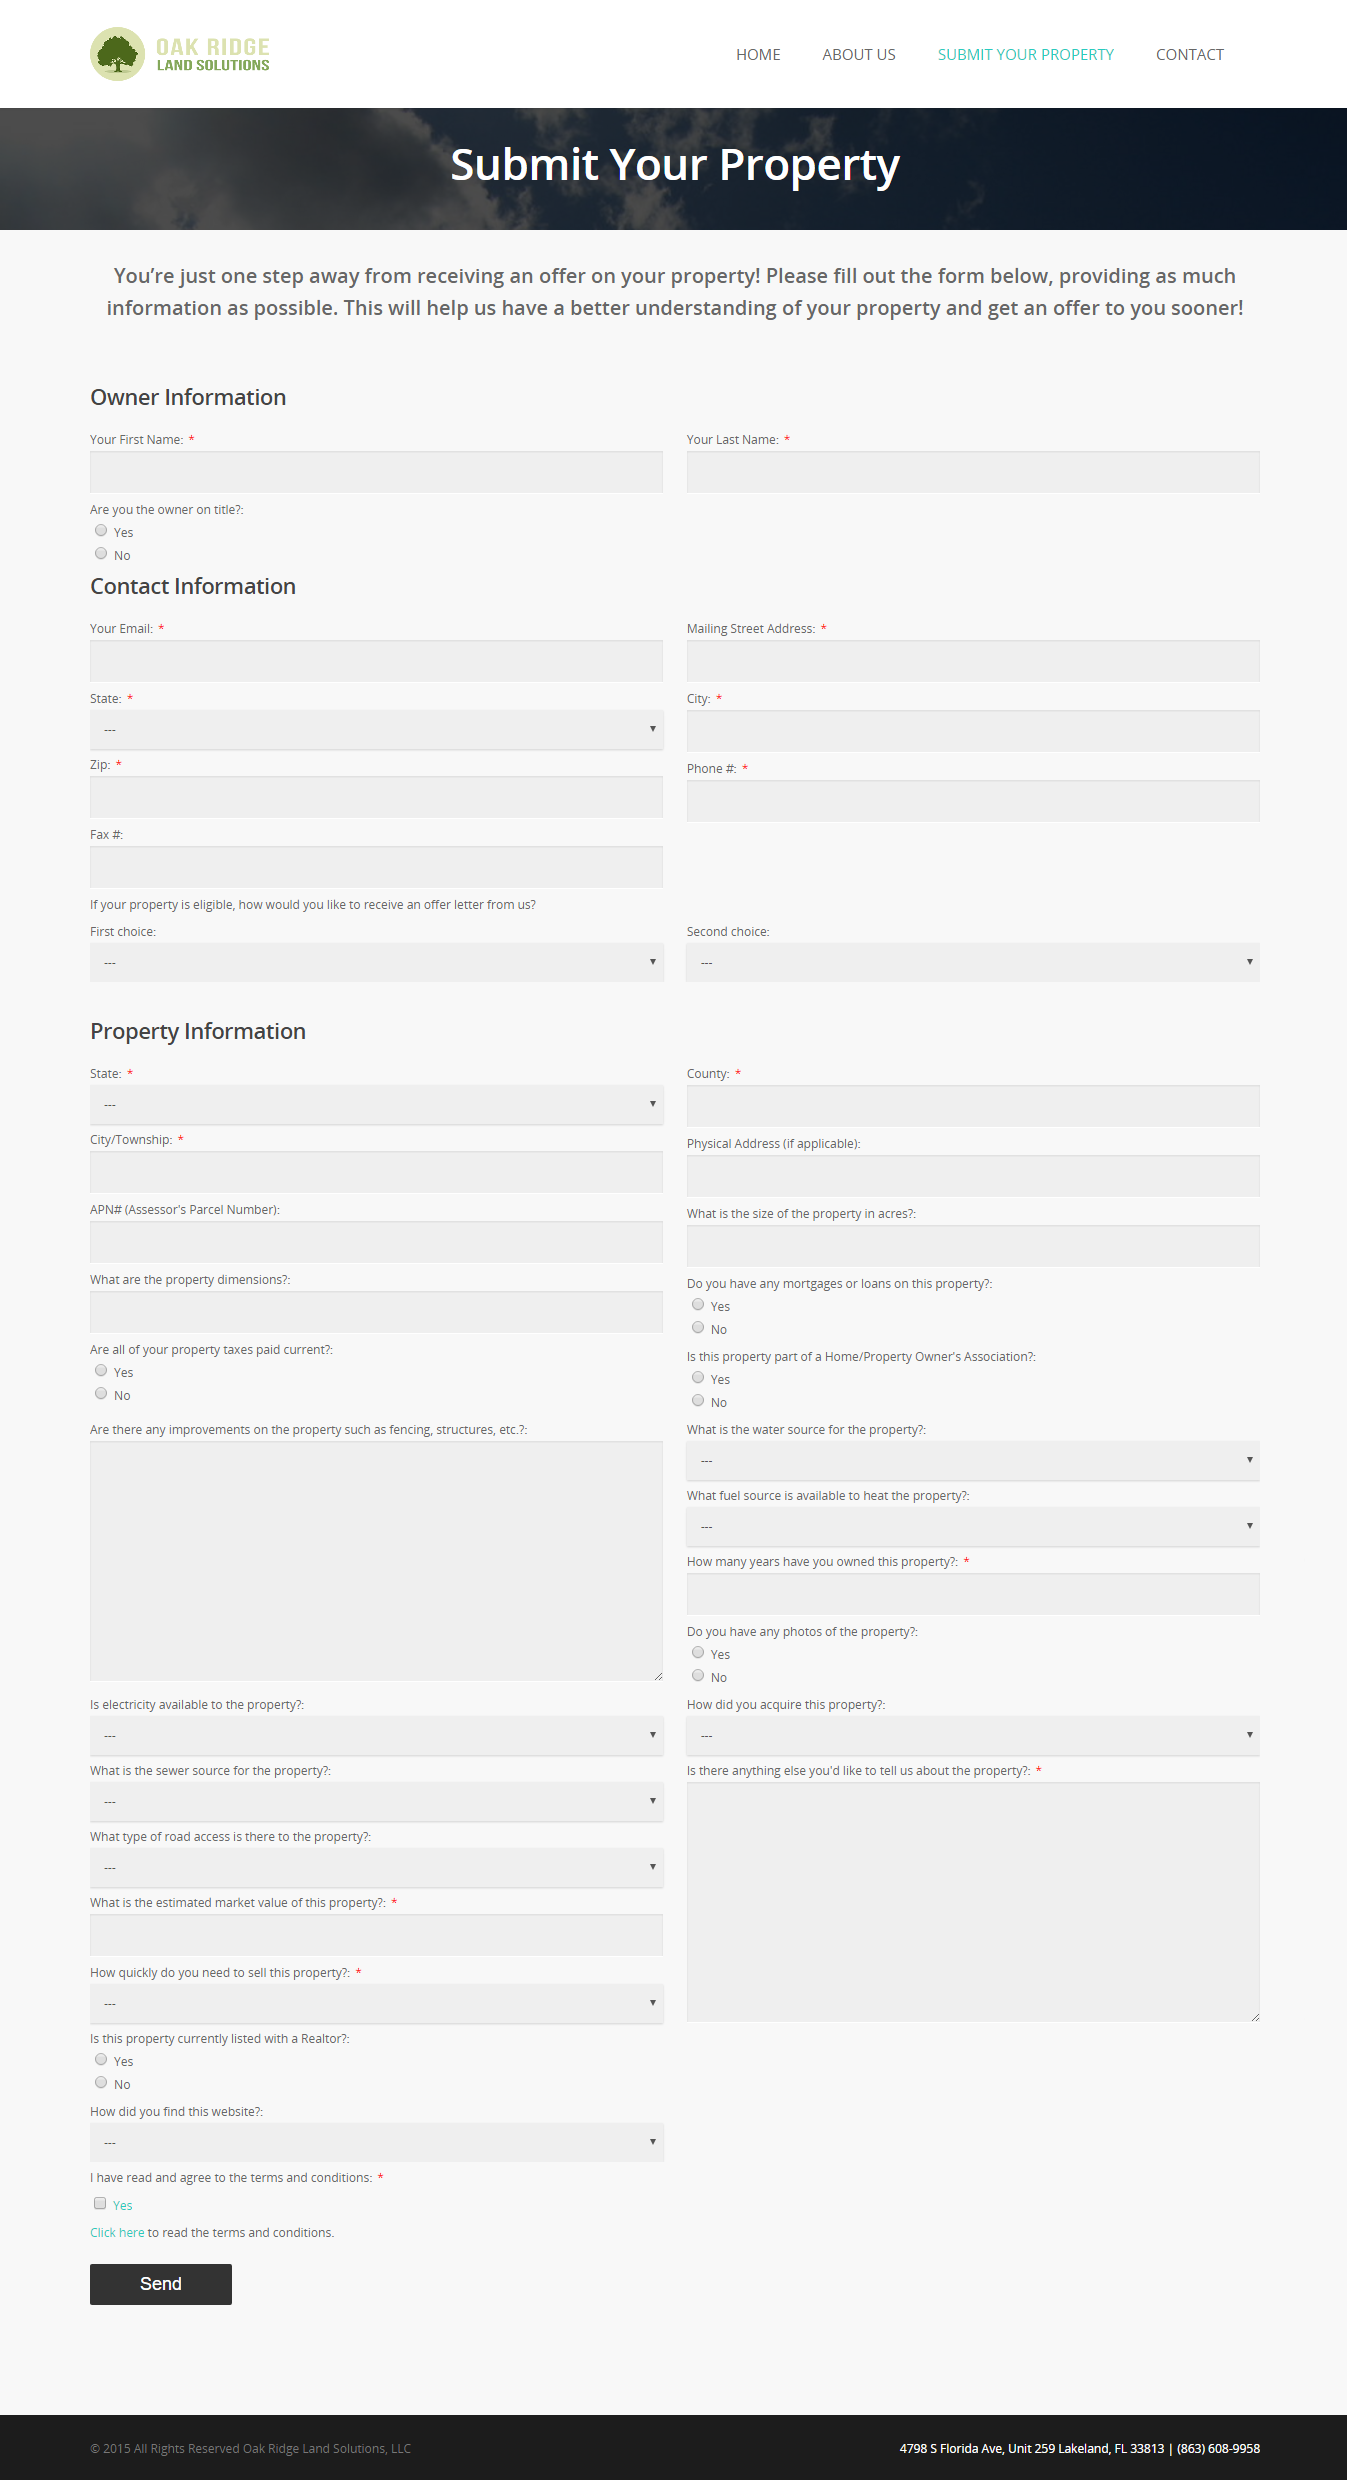 OAK RIDGE
LAND SOLUTIONS
HOME
ABOUT US
SUBMIT YOUR PROPERTY
CONTACT
Submit Your Property
You’re just one step away from receiving an offer on your property! Please fill out the form below, providing as much
information as possible. This will help us have a better understanding of your property and get an offer to you sooner!
Owner Information
Your First Name: *
Your Last Name: *
Are you the owner on title?:
Yes
No
Contact Information
Your Email: *
Mailing Street Address: *
State: *
---
City: *
Zip: *
Phone #: *
Fax #:
If your property is eligible, how would you like to receive an offer letter from us?
First choice:
---
Second choice:
---
Property Information
State: *
---
County: *
City/Township: *
Physical Address (if applicable):
APN# (Assessor's Parcel Number):
What is the size of the property in acres?:
What are the property dimensions?:
Do you have any mortgages or loans on this property?:
Yes
No
Are all of your property taxes paid current?:
Yes
No
Is this property part of a Home/Property Owner's Association?:
Yes
No
Are there any improvements on the property such as fencing, structures, etc.?:
What is the water source for the property?:
---
What fuel source is available to heat the property?:
---
How many years have you owned this property?: *
Do you have any photos of the property?:
Yes
No
Is electricity available to the property?:
---
How did you acquire this property?:
---
What is the sewer source for the property?:
---
Is there anything else you'd like to tell us about the property?: *
What type of road access is there to the property?:
---
What is the estimated market value of this property?: *
How quickly do you need to sell this property?: *
---
Is this property currently listed with a Realtor?:
Yes
No
How did you find this website?:
---
I have read and agree to the terms and conditions: *
Yes
Click here to read the terms and conditions.
Send
© 2015 All Rights Reserved Oak Ridge Land Solutions, LLC
4798 S Florida Ave, Unit 259 Lakeland, FL 33813 | (863) 608-9958